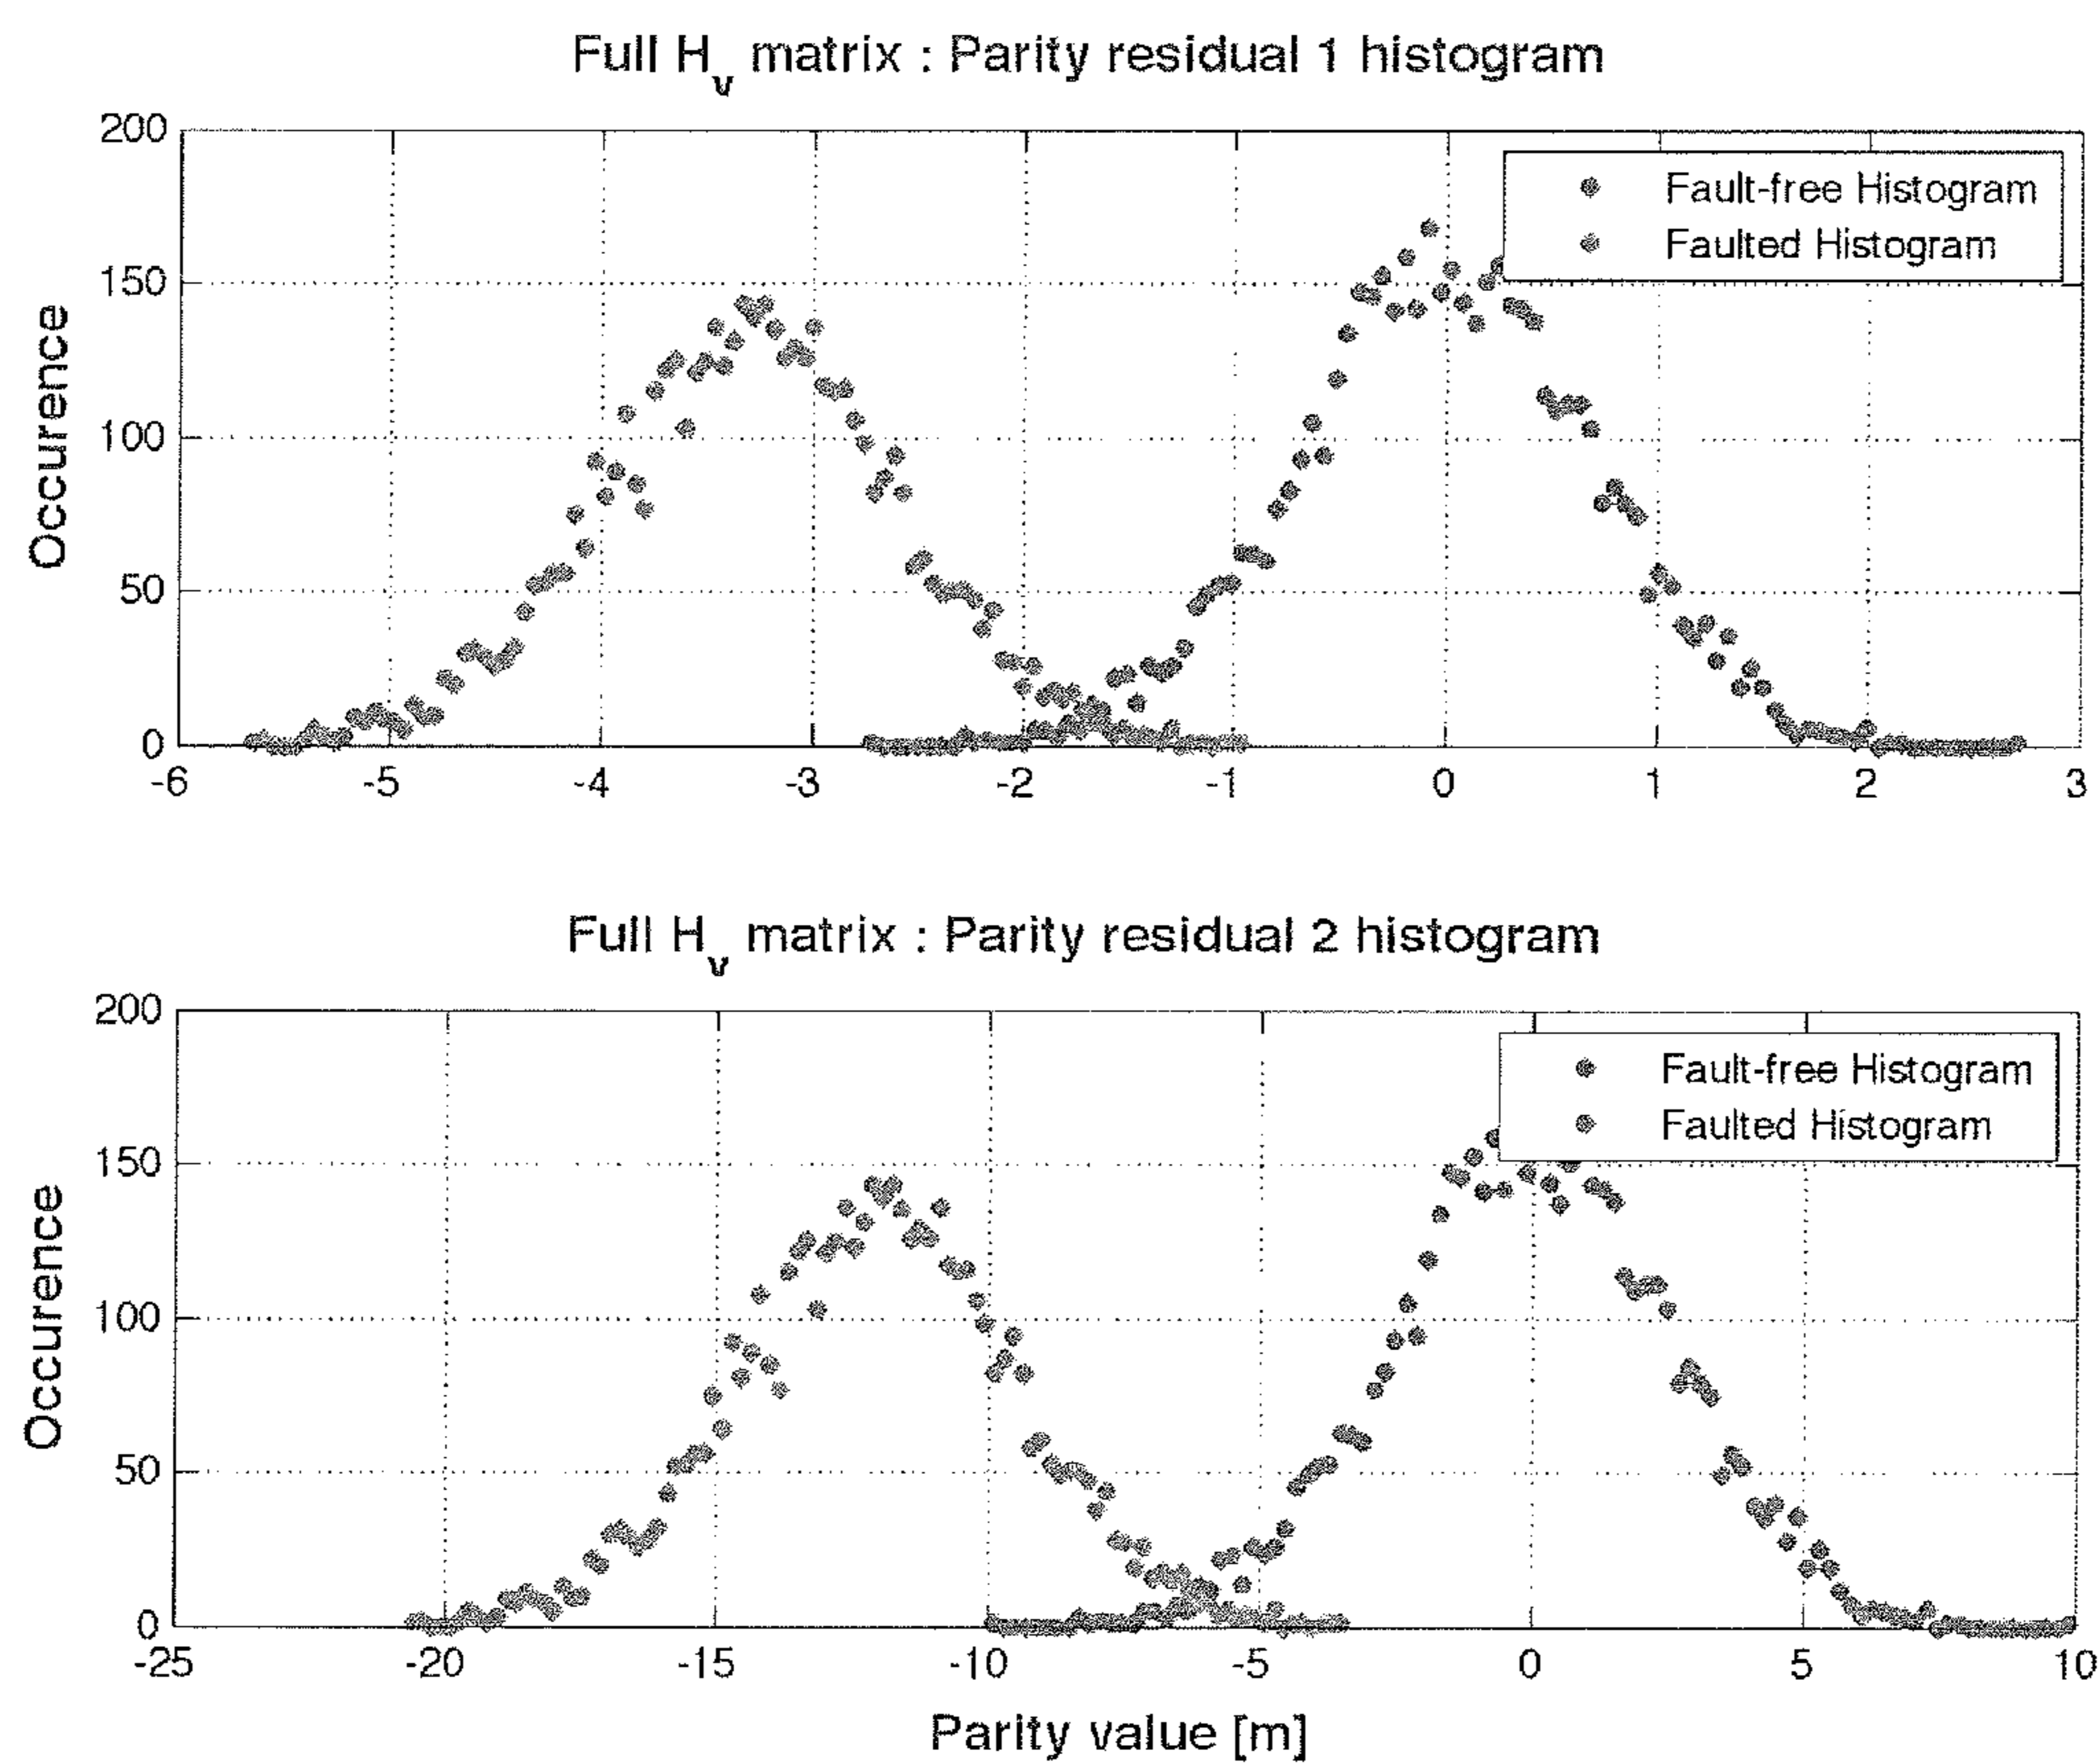 Full H_v matrix : Parity residual 1 histogram
200
150
100
50
0
Occurence
Fault-free Histogram
Faulted Histogram
-6 -5 -4 -3 -2 -1 0 1 2 3
Full H_v matrix : Parity residual 2 histogram
200
150
100
50
0
Occurence
Fault-free Histogram
Faulted Histogram
-25 -20 -15 -10 -5 0 5 10
Parity value [m]